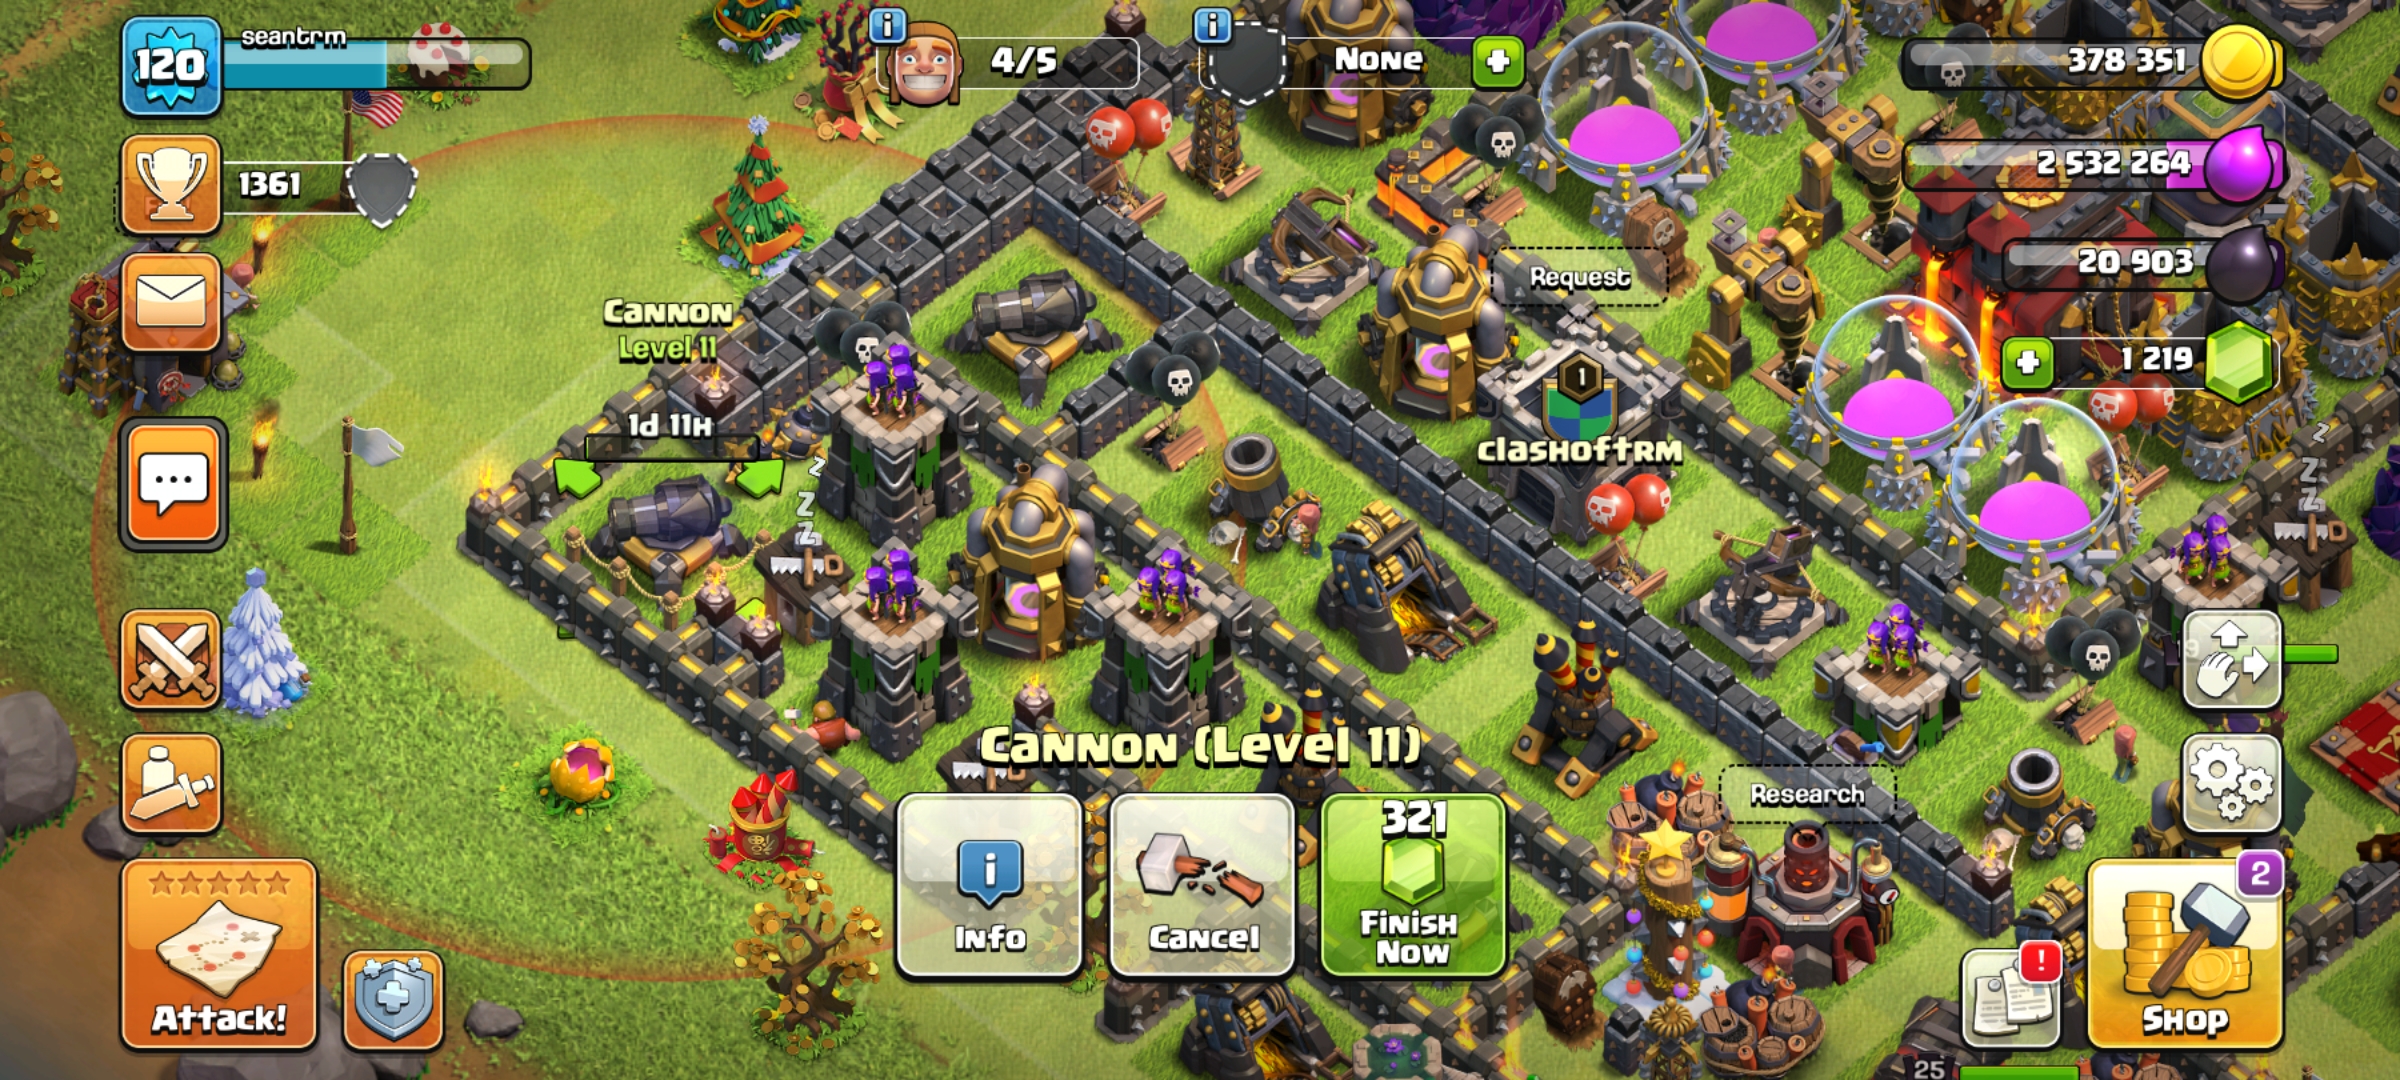 120
seantrm
4/5
None
378 351
1361
2 532 264
20 903
Request
1 219
Cannon
Level 11
1d 11h
1
clashoftrm
z
Z
Z
z
Z
Z
Cannon (Level 11)
Research
Info
Cancel
321
Finish
Now
Attack!
!
2
Shop
25